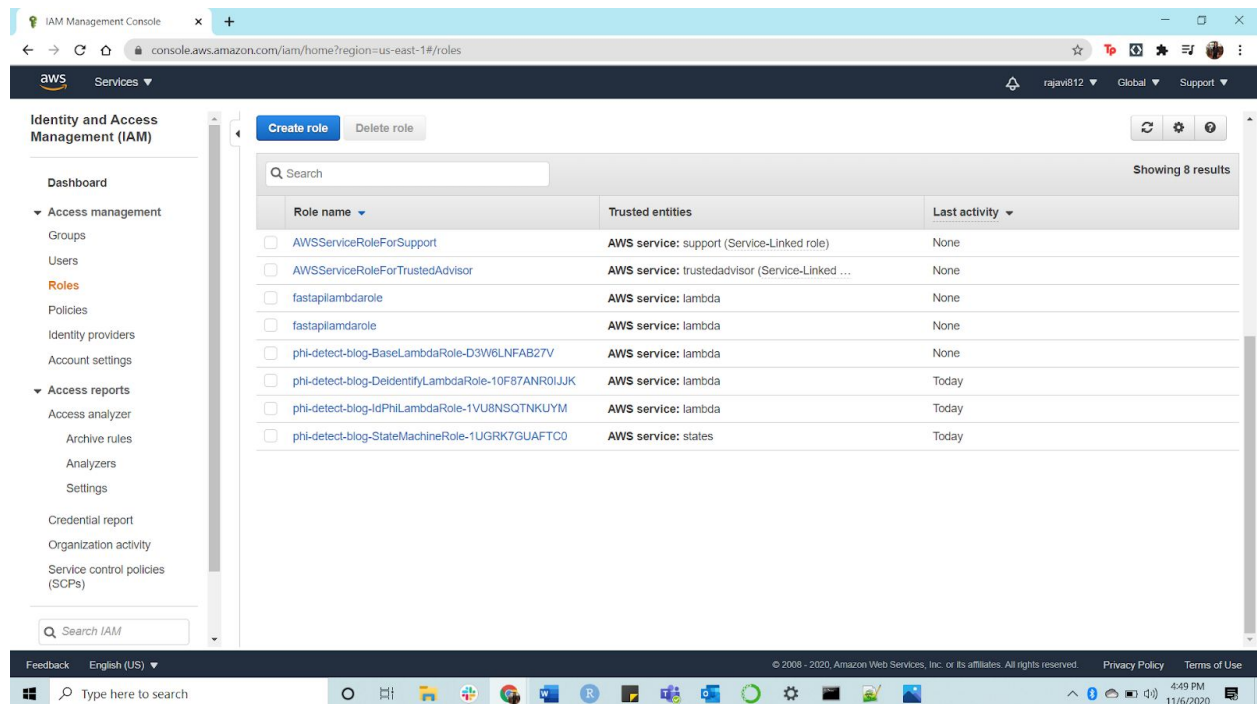 IAM Management Console
console.aws.amazon.com/iam/home?region=us-east-1#/roles
Tp
aws
Services
rajavi812
Global
Support
Identity and Access
Management (IAM)
Dashboard
Access management
Groups
Users
Roles
Policies
Identity providers
Account settings
Access reports
Access analyzer
Archive rules
Analyzers
Settings
Credential report
Organization activity
Service control policies
(SCPs)
Search IAM
Create role
Delete role
Search
Showing 8 results
Role name Trusted entities Last activity
AWSServiceRoleForSupport AWS service: support (Service-Linked role) None
AWSServiceRoleForTrustedAdvisor AWS service: trustedadvisor (Service-Linked ... None
fastapilambdarole AWS service: lambda None
fastapilamdarole AWS service: lambda None
phi-detect-blog-BaseLambdaRole-D3W6LNFAB27V AWS service: lambda None
phi-detect-blog-DeidentifyLambdaRole-10F87ANR0IJJK AWS service: lambda Today
phi-detect-blog-IdPhiLambdaRole-1VU8NSQTNKUYM AWS service: lambda Today
phi-detect-blog-StateMachineRole-1UGRK7GUAFTC0 AWS service: states Today
Feedback English (US)
© 2008 - 2020, Amazon Web Services, Inc. or its affiliates. All rights reserved. Privacy Policy Terms of Use
Type here to search
4:49 PM
11/6/2020